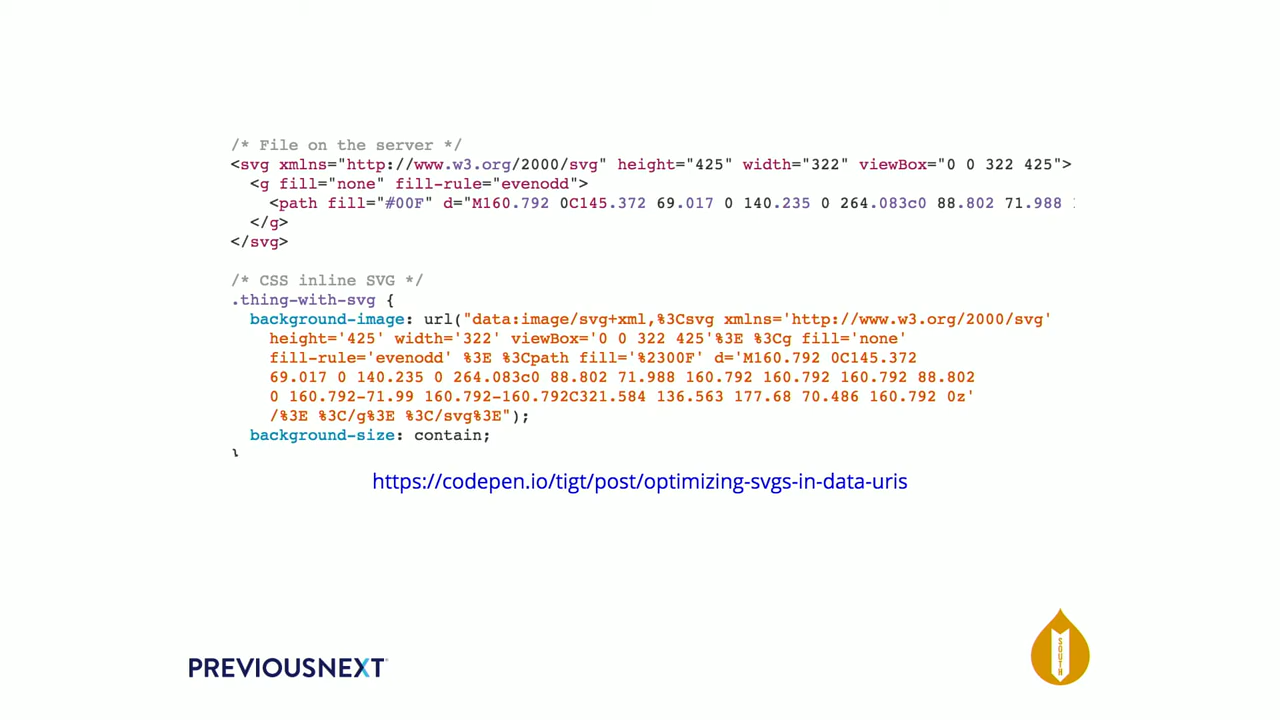 /* File on the server */
<svg xmlns="http://www.w3.org/2000/svg" height="425" width="322" viewBox="0 0 322 425">
<g fill="none" fill-rule="evenodd">
<path fill="#00F" d="M160.792 0C145.372 69.017 0 140.235 0 264.083c0 88.802 71.988
</g>
</svg>
/* CSS inline SVG */
.thing-with-svg {
background-image: url("data:image/svg+xml,%3Csvg xmlns='http://www.w3.org/2000/svg'
height='425' width='322' viewBox='0 0 322 425'%3E %3Cg fill='none'
fill-rule='evenodd' %3E %3Cpath fill='%2300F' d='M160.792 0C145.372
69.017 0 140.235 0 264.083c0 88.802 71.988 160.792 160.792 160.792 88.802
0 160.792-71.99 160.792-160.792C321.584 136.563 177.68 70.486 160.792 0z'
/%3E %3C/g%3E %3C/svg%3E");
background-size: contain;
}
https://codepen.io/tigt/post/optimizing-svgs-in-data-uris
PREVIOUSNEXT
SOUTH